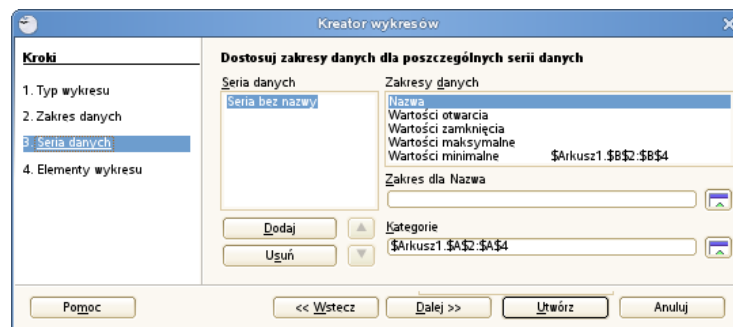 Kreator wykresów
Kroki
1. Typ wykresu
2. Zakres danych
3. Seria danych
4. Elementy wykresu
Dostosuj zakresy danych dla poszczególnych serii danych
Seria danych
Seria bez nazwy
Dodaj
Usuń
Zakresy danych
Nazwa
Wartości otwarcia
Wartości zamknięcia
Wartości maksymalne
Wartości minimalne $Arkusz1.$B$2:$B$4
Zakres dla Nazwa
Kategorie
$Arkusz1.$A$2:$A$4
Pomoc
<< Wstecz
Dalej >>
Utwórz
Anuluj